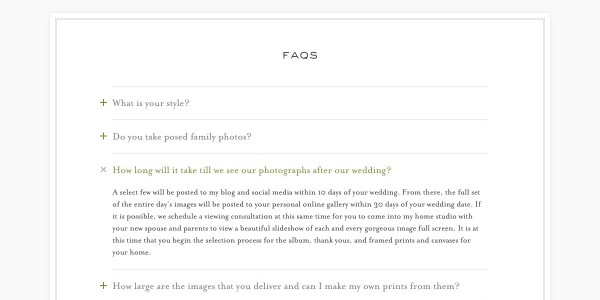 FAQS
What is your style?
Do you take posed family photos?
How long will it take till we see our photographs after our wedding?
A select few will be posted to my blog and social media within 10 days of your wedding. From there, the full set
of the entire day's images will be posted to your personal online gallery within 30 days of your wedding date. If
it is possible, we schedule a viewing consultation at this same time for you to come into my home studio with
your new spouse and parents to view a beautiful slideshow of each and every gorgeous image full screen. It is at
this time that you begin the selection process for the album, thank yous, and framed prints and canvases for
your home.
How large are the images that you deliver and can I make my own prints from them?